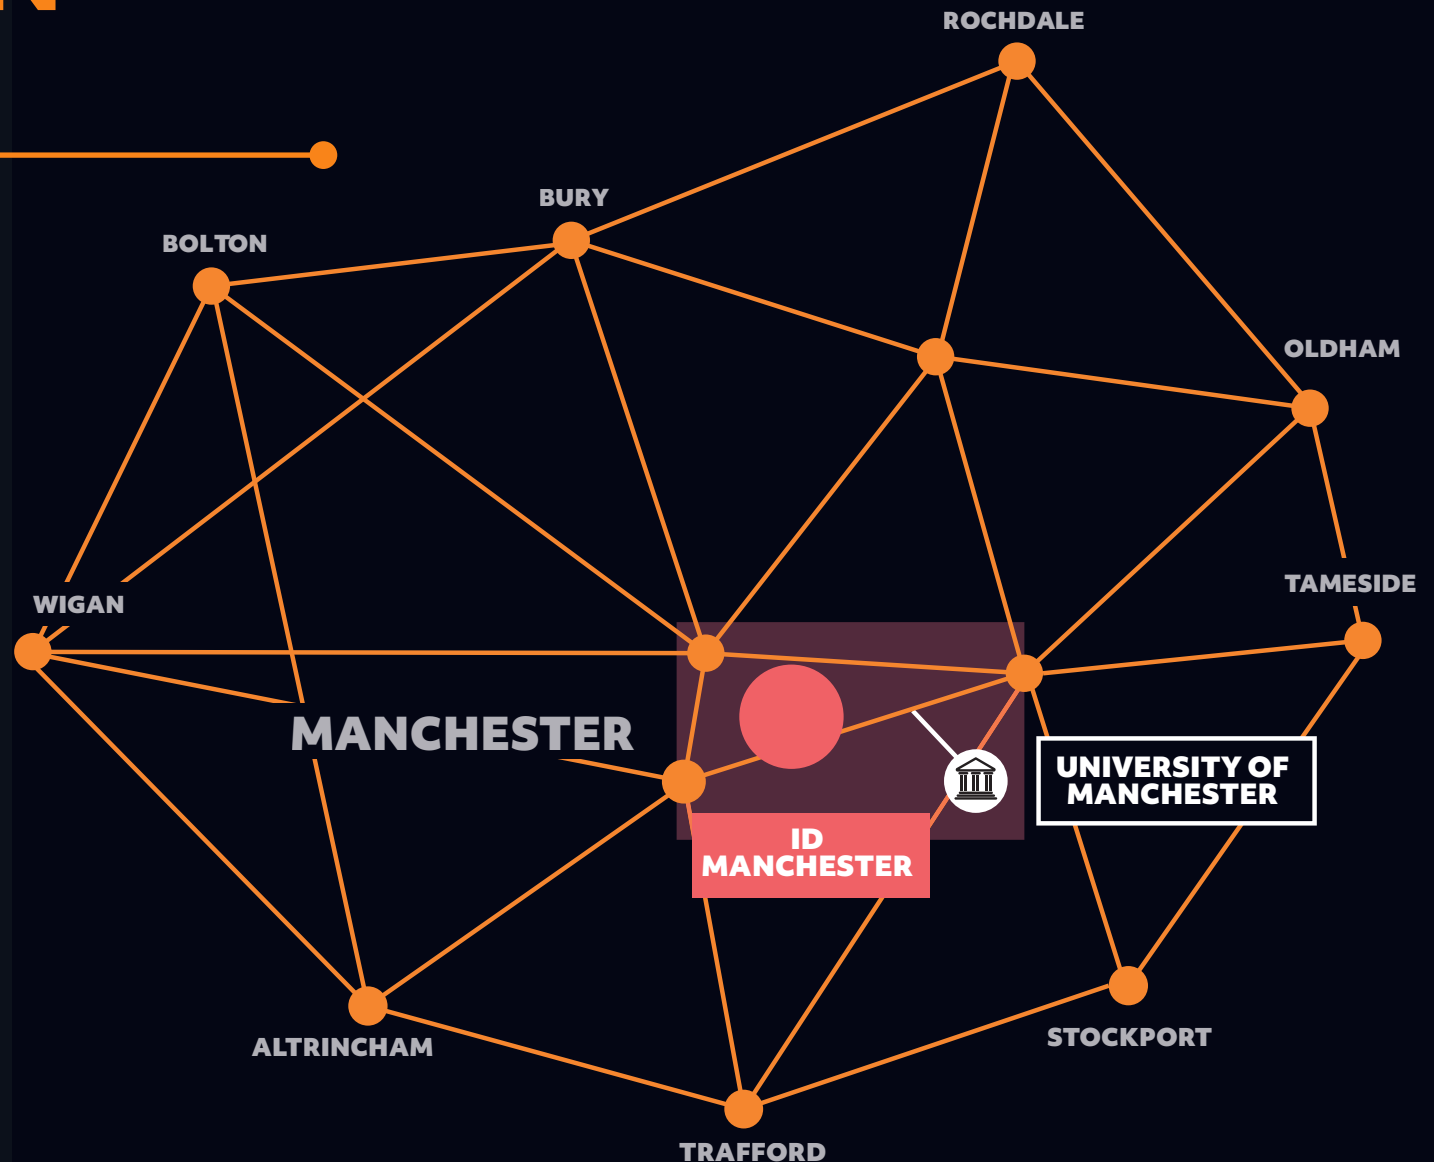 ROCHDALE
BURY
BOLTON
OLDHAM
TAMESIDE
WIGAN
MANCHESTER
UNIVERSITY OF
MANCHESTER
ID
MANCHESTER
STOCKPORT
ALTRINCHAM
TRAFFORD